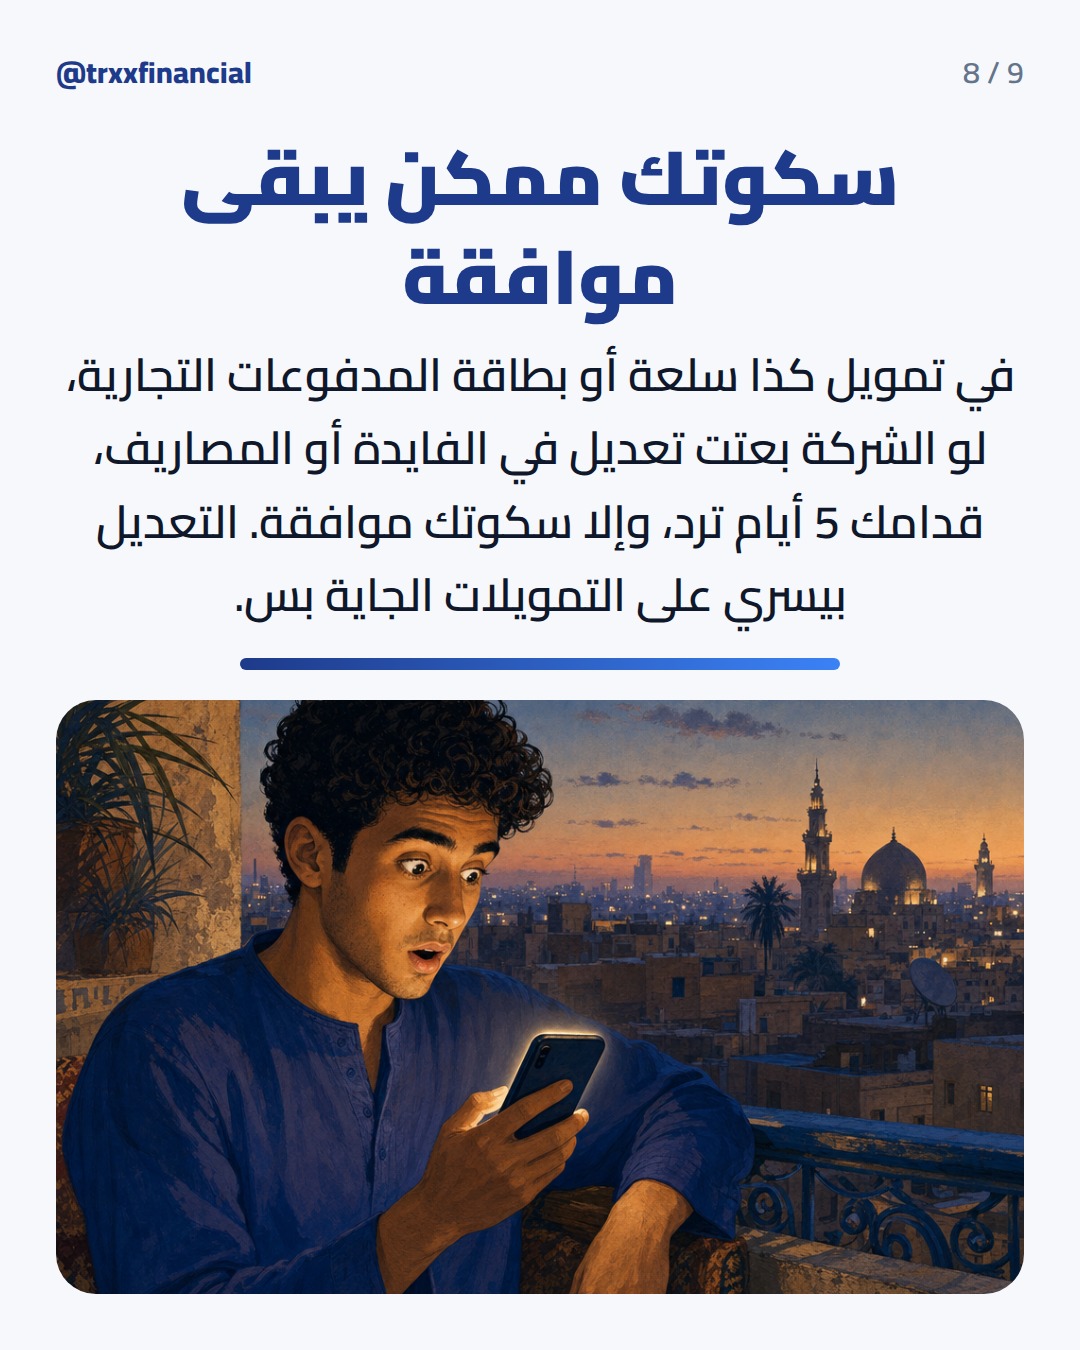 @trxxfinancial
8 / 9
سكوتك ممكن يبقى
موافقة
في تمويل كذا سلعة أو بطاقة المدفوعات التجارية،
لو الشركة بعتت تعديل في الفايدة أو المصاريف،
قدامك 5 أيام ترد، وإلا سكوتك موافقة. التعديل
بيسري على التمويلات الجاية بس.